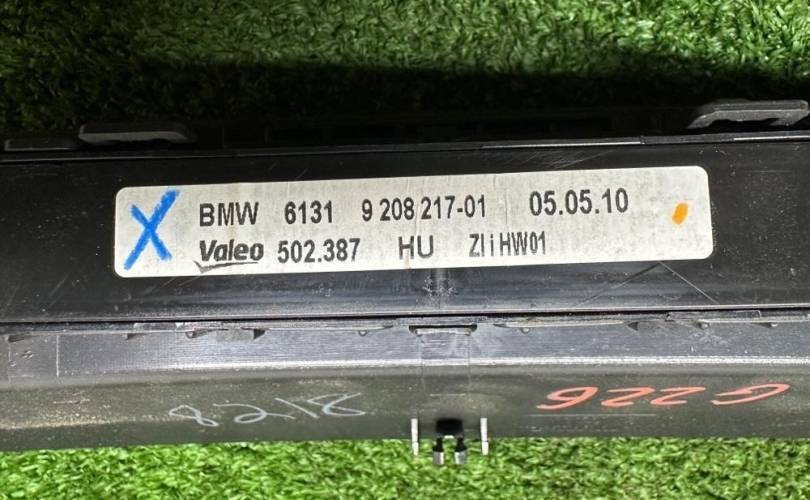 X BMW 6131 9 208 217-01 05.05.10
Valeo 502.387 HU ZIiHW01
8218 G226